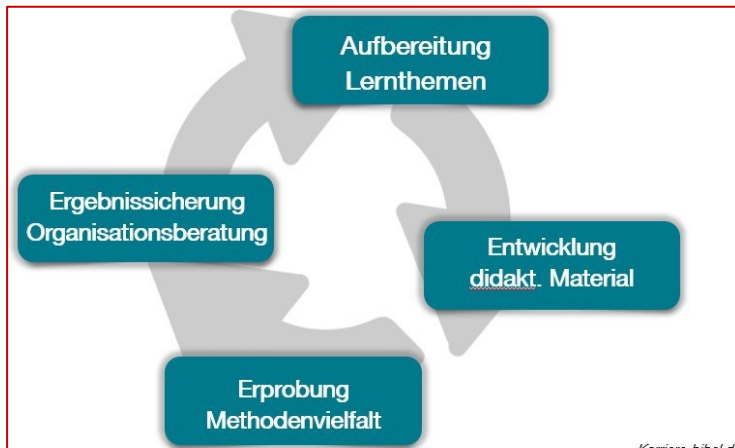 Aufbereitung
Lernthemen
Entwicklung
didakt. Material
Erprobung
Methodenvielfalt
Ergebnissicherung
Organisationsberatung